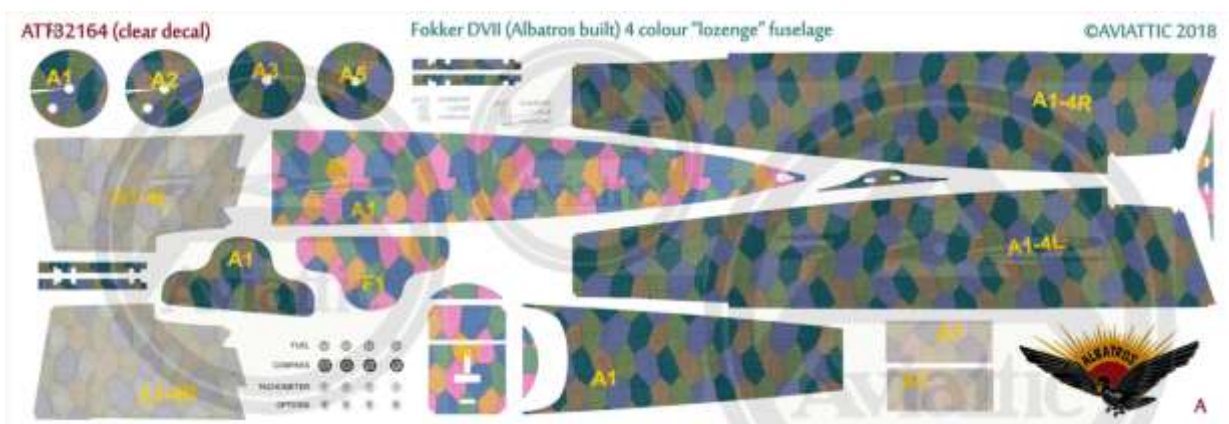 ATT32164 (clear decal)
Fokker DVII (Albatros built) 4 colour "lozenge" fuselage
©AVIATTIC 2018
A1
A2
A3
A5
A1-4R
A1
A1-4L
A1
F1
FUEL
COMPASS
TACHOMETER
OPTIONS
A1
ALBATROS
A
Aviattic